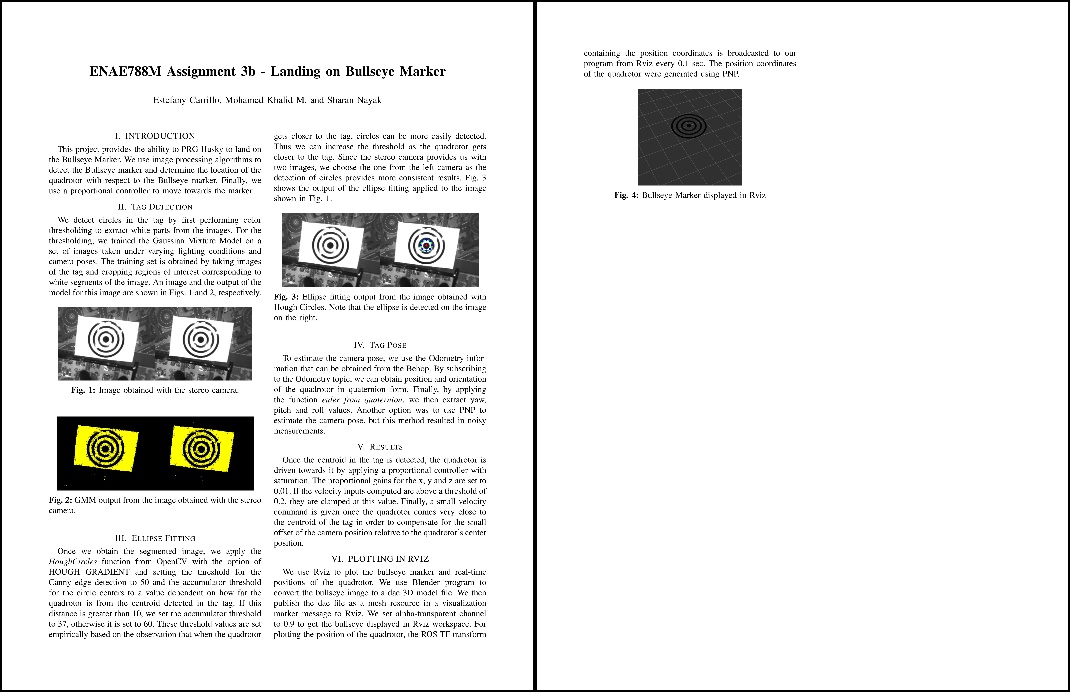 ENAE788M Assignment 3b - Landing on Bullseye Marker
Estefany Carrillo, Mohamed Khalid M. and Sharan Nayak
I. INTRODUCTION
This project provides the ability to PRG Husky to land on
the Bullseye Marker. We use image processing algorithms to
detect the Bullseye marker and determine the location of the
quadrotor with respect to the Bullseye marker. Finally, we
use a proportional controller to move towards the marker.
II. TAG DETECTION
We detect circles in the tag by first performing color
thresholding to extract white parts from the images. For the
thresholding, we trained the Gaussian Mixture Model on a
set of images taken under varying lighting conditions and
camera poses. The training set is obtained by taking images
of the tag and cropping regions of interest corresponding to
white segments of the image. An image and the output of the
model for this image are shown in Figs. 1 and 2, respectively.
Fig. 1: Image obtained with the stereo camera.
Fig. 2: GMM output from the image obtained with the stereo
camera.
III. ELLIPSE FITTING
Once we obtain the segmented image, we apply the
HoughCircles function from OpenCV with the option of
HOUGH GRADIENT and setting the threshold for the
Canny edge detection to 50 and the accumulator threshold
for the circle centers to a value dependent on how far the
quadrotor is from the centroid detected in the tag. If this
distance is greater than 10, we set the accumulator threshold
to 37, otherwise it is set to 60. These threshold values are set
empirically based on the observation that when the quadrotor
gets closer to the tag, circles can be more easily detected.
Thus we can increase the threshold as the quadrotor gets
closer to the tag. Since the stereo camera provides us with
two images, we choose the one from the left camera as the
detection of circles provides more consistent results. Fig. 3
shows the output of the ellipse fitting applied to the image
shown in Fig. 1.
Fig. 3: Ellipse fitting output from the image obtained with
Hough Circles. Note that the ellipse is detected on the image
on the right.
IV. TAG POSE
To estimate the camera pose, we use the Odometry infor-
mation that can be obtained from the Bebop. By subscribing
to the Odometry topic, we can obtain position and orientation
of the quadrotor in quaternion form. Finally, by applying
the function euler from quaternion, we then extract yaw,
pitch and roll values. Another option was to use PNP to
estimate the camera pose, but this method resulted in noisy
measurements.
V. RESULTS
Once the centroid in the tag is detected, the quadrotor is
driven towards it by applying a proportional controller with
saturation. The proportional gains for the x, y and z are set to
0.01. If the velocity inputs computed are above a threshold of
0.2, they are clamped at this value. Finally, a small velocity
command is given once the quadrotor comes very close to
the centroid of the tag in order to compensate for the small
offset of the camera position relative to the quadrotor's center
position.
VI. PLOTTING IN RVIZ
We use Rviz to plot the bullseye marker and real-time
positions of the quadrotor. We use Blender program to
convert the bullseye image to a dae 3D model file. We then
publish the dae file as a mesh resource in a visualization
market message to Rviz. We set alpha-transparent channel
to 0.9 to get the bullseye displayed in Rviz workspace. For
plotting the position of the quadrotor, the ROS TF transform
containing the position coordinates is broadcasted to our
program from Rviz every 0.1 sec. The position coordinates
of the quadrotor were generated using PNP.
Fig. 4: Bullseye Marker displayed in Rviz